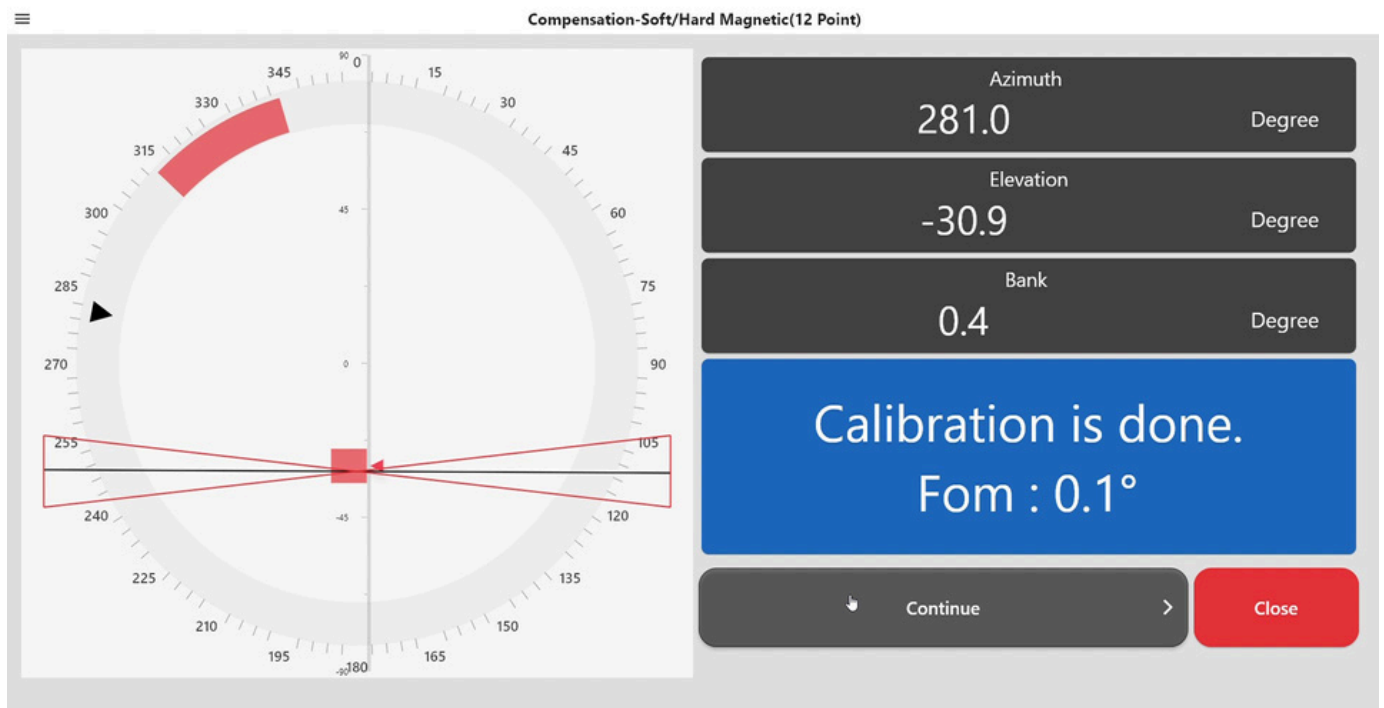 Compensation-Soft/Hard Magnetic(12 Point)
90
0
345
15
330
30
315
45
45
300
60
285
75
270
0
90
255
105
240
-45
120
225
135
210
150
195
165
-90
180
Azimuth
281.0 Degree
Elevation
-30.9 Degree
Bank
0.4 Degree
Calibration is done.
Fom : 0.1°
Continue
Close